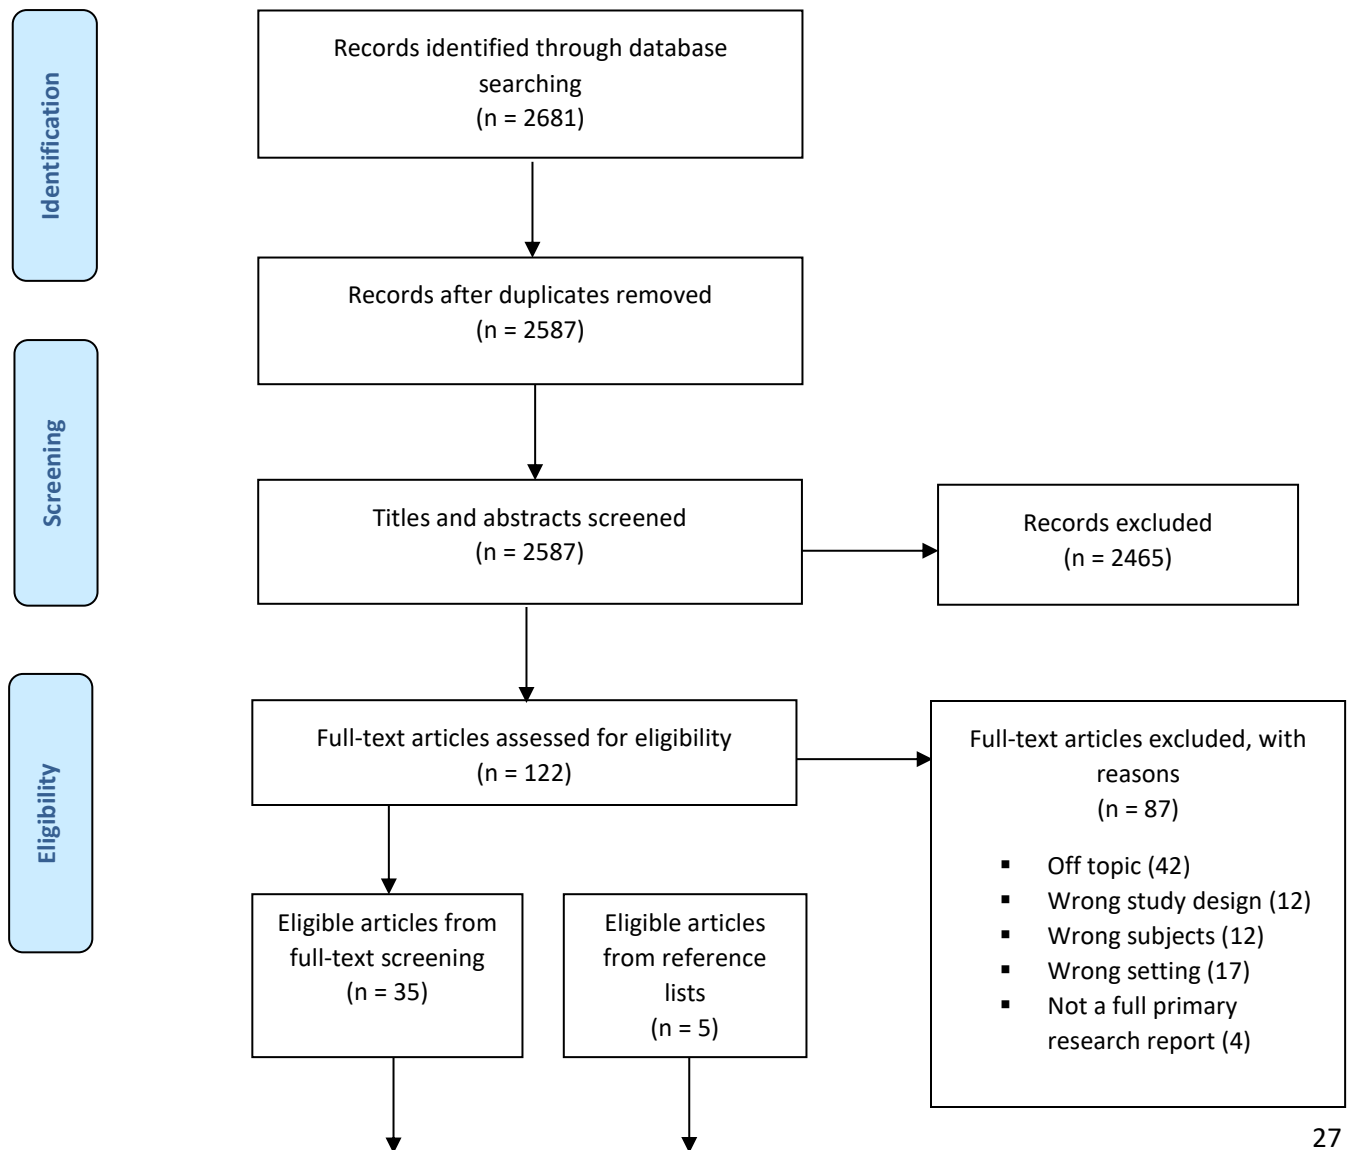 Identification
Records identified through database
searching
(n = 2681)
Records after duplicates removed
(n = 2587)
Screening
Titles and abstracts screened
(n = 2587)
Records excluded
(n = 2465)
Eligibility
Full-text articles assessed for eligibility
(n = 122)
Full-text articles excluded, with
reasons
(n = 87)
▪ Off topic (42)
▪ Wrong study design (12)
▪ Wrong subjects (12)
▪ Wrong setting (17)
▪ Not a full primary
research report (4)
Eligible articles from
full-text screening
(n = 35)
Eligible articles
from reference
lists
(n = 5)
27